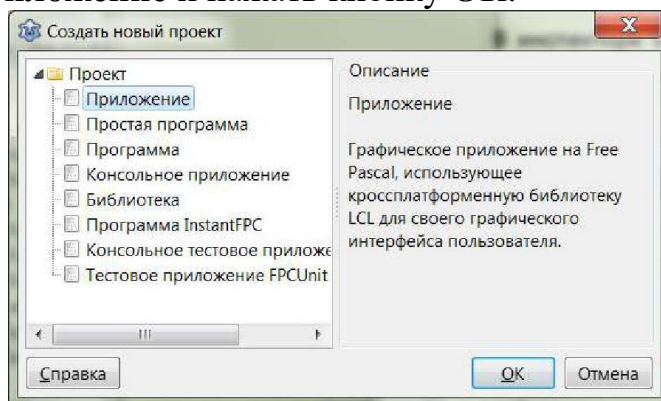 Создать новый проект
Проект
Приложение
Простая программа
Программа
Консольное приложение
Библиотека
Программа InstantFPC
Консольное тестовое приложе
Тестовое приложение FPCUnit
Описание
Приложение
Графическое приложение на Free
Pascal, использующее
кроссплатформенную библиотеку
LCL для своего графического
интерфейса пользователя.
Справка
OK
Отмена